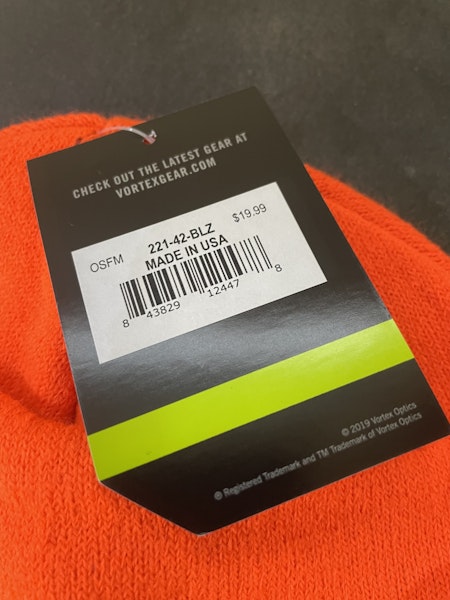 CHECK OUT THE LATEST GEAR AT
VORTEXGEAR.COM
OSFM 221-42-BLZ $19.99
MADE IN USA
8 43829 12447 8
© 2019 Vortex Optics
® Registered Trademark and TM Trademark of Vortex Optics